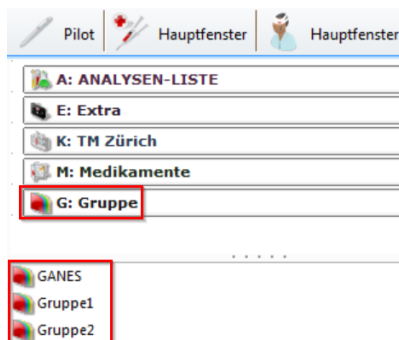 Pilot Hauptfenster Hauptfenster
A: ANALYSEN-LISTE
E: Extra
K: TM Zürich
M: Medikamente
G: Gruppe
GANES
Gruppe1
Gruppe2